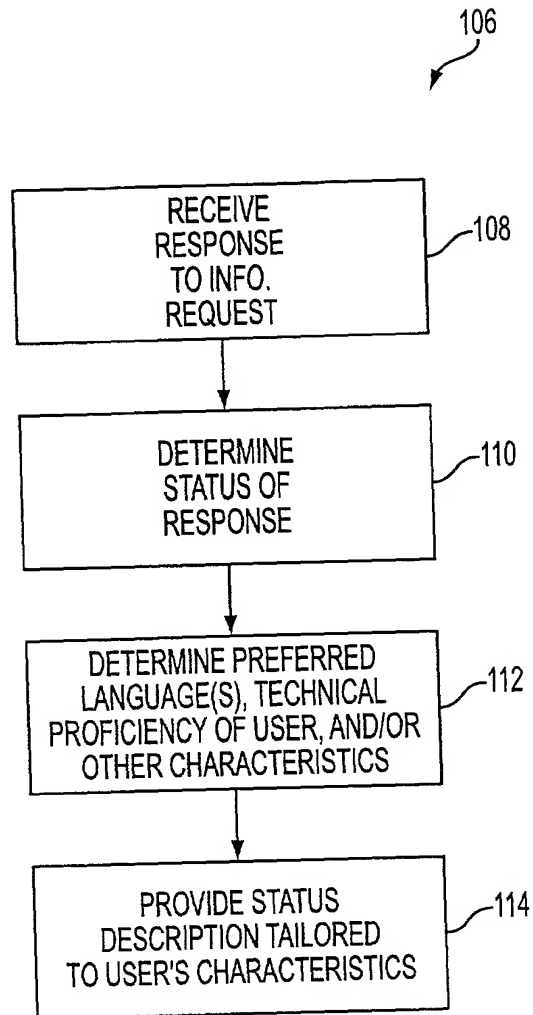 106
RECEIVE
RESPONSE
TO INFO.
REQUEST
108
DETERMINE
STATUS OF
RESPONSE
110
DETERMINE PREFERRED
LANGUAGE(S), TECHNICAL
PROFICIENCY OF USER, AND/OR
OTHER CHARACTERISTICS
112
PROVIDE STATUS
DESCRIPTION TAILORED
TO USER'S CHARACTERISTICS
114